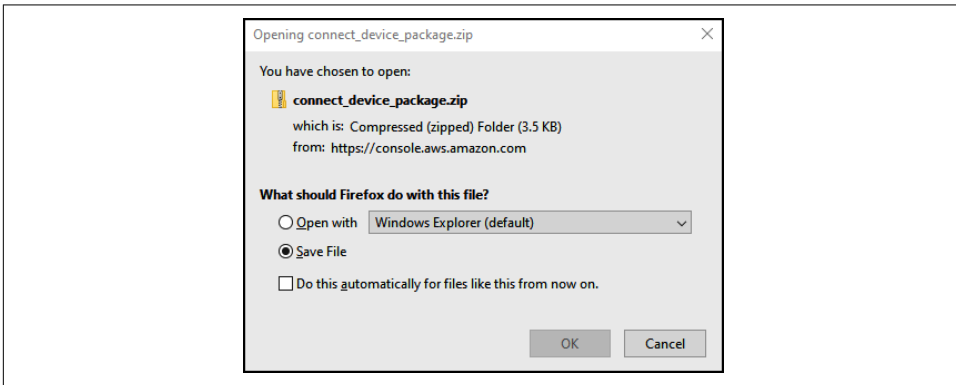 Opening connect_device_package.zip
You have chosen to open:
connect_device_package.zip
which is: Compressed (zipped) Folder (3.5 KB)
from: https://console.aws.amazon.com
What should Firefox do with this file?
Open with Windows Explorer (default)
Save File
Do this automatically for files like this from now on.
OK Cancel